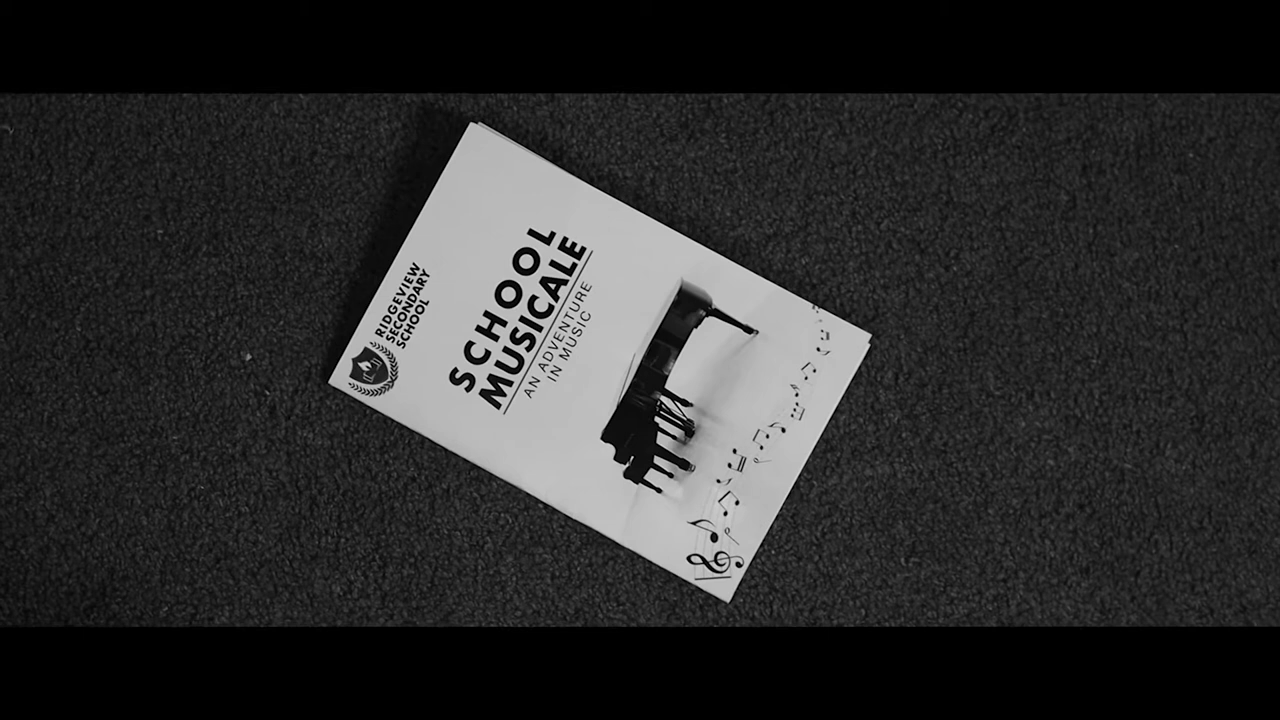 RIDGEVIEW
SECONDARY
SCHOOL
SCHOOL
MUSICALE
AN ADVENTURE
IN MUSIC